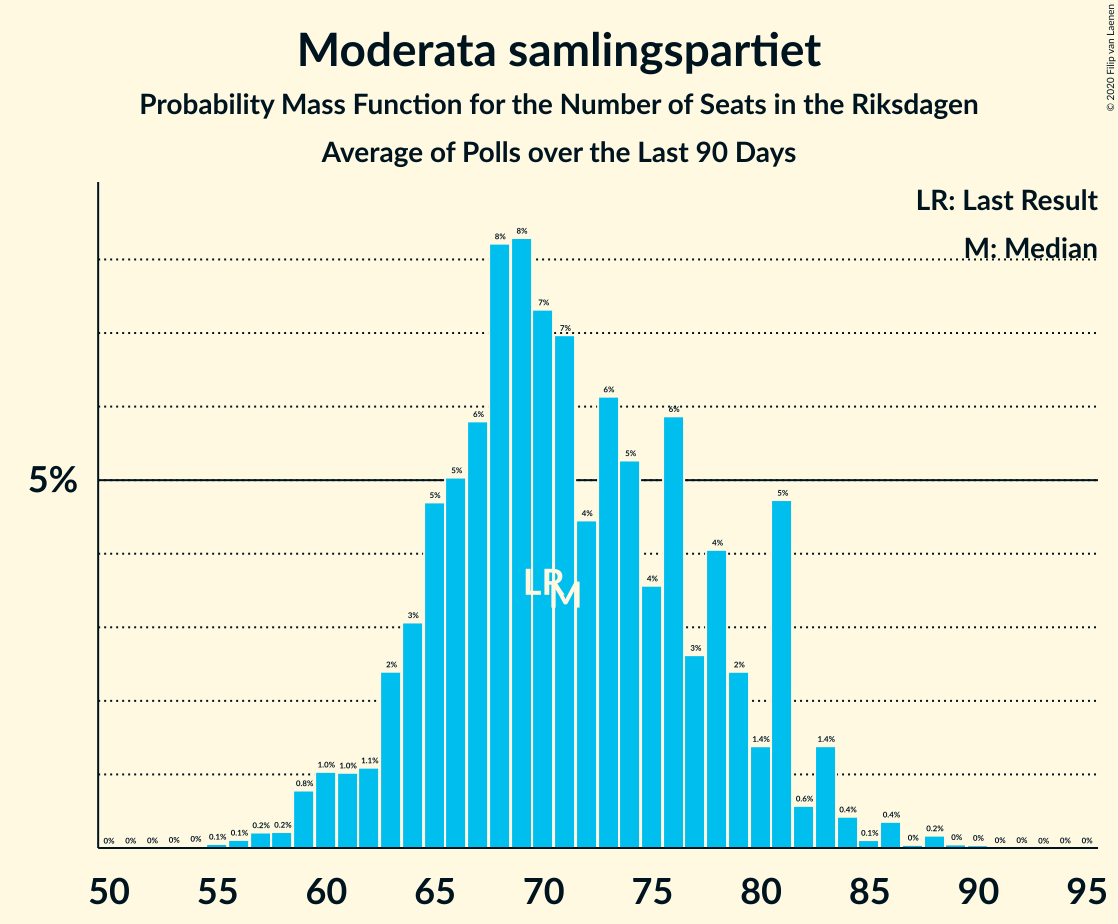 Moderata samlingspartiet
Probability Mass Function for the Number of Seats in the Riksdagen
Average of Polls over the Last 90 Days
© 2020 Filip van Laenen
LR: Last Result
M: Median
5%
0% 0% 0% 0% 0% 0.1% 0.1% 0.2% 0.2% 0.8% 1.0% 1.0% 1.1% 2% 3% 5% 5% 6% 8% 8% 7% 7% 4% 6% 5% 4% 6% 3% 4% 2% 1.4% 5% 0.6% 1.4% 0.4% 0.1% 0.4% 0% 0.2% 0% 0% 0% 0% 0% 0% 0%
LR
M
50 55 60 65 70 75 80 85 90 95